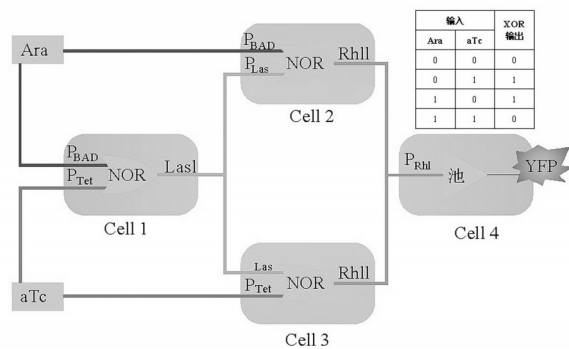 输入 XOR
输出
Ara aTc
0 0 0
0 1 1
1 0 1
1 1 0
Ara
P_BAD
P_Las
NOR
RhlI
Cell 2
P_BAD
P_Tet
NOR
LasI
Cell 1
P_Rhl
池
YFP
Cell 4
Las
P_Tet
NOR
RhlI
Cell 3
aTc